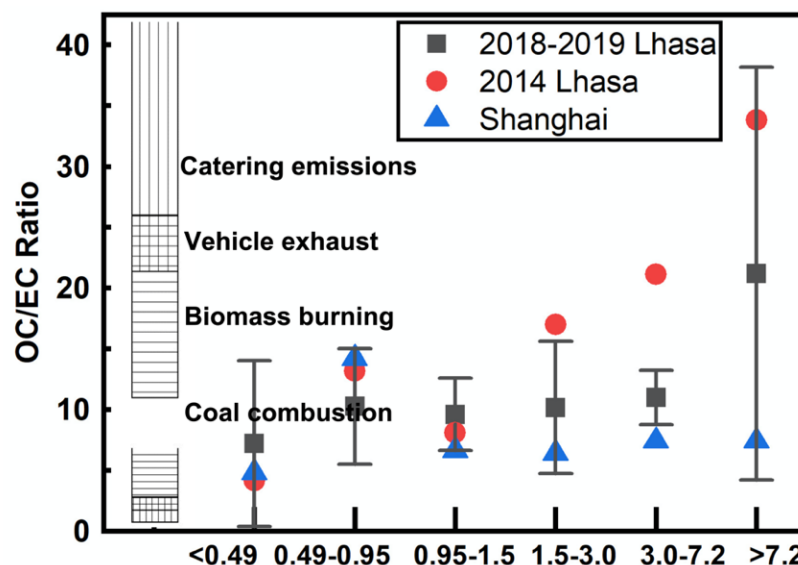 40
30
20
10
0
OC/EC Ratio
2018-2019 Lhasa
2014 Lhasa
Shanghai
Catering emissions
Vehicle exhaust
Biomass burning
Coal combustion
<0.49 0.49-0.95 0.95-1.5 1.5-3.0 3.0-7.2 >7.2